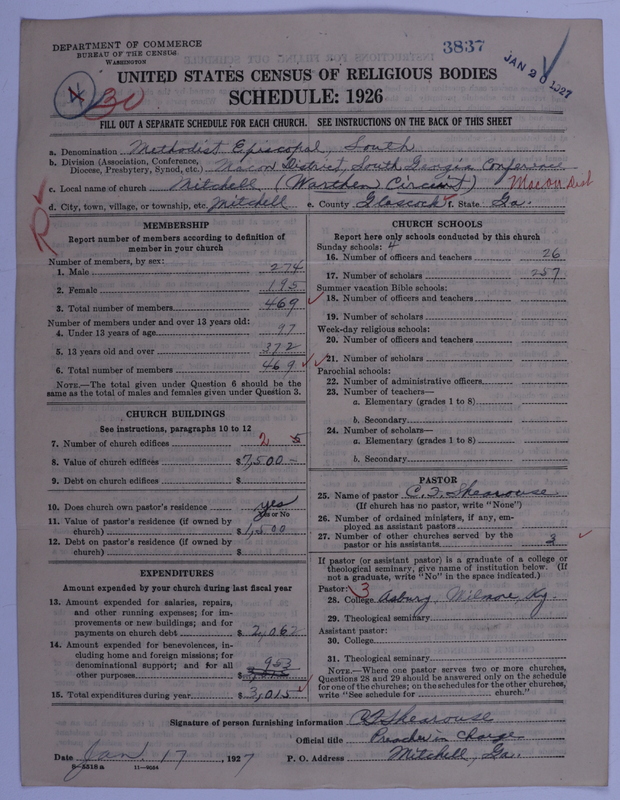 DEPARTMENT OF COMMERCE
BUREAU OF THE CENSUS
WASHINGTON
3837
JAN 20 1927
4
30
UNITED STATES CENSUS OF RELIGIOUS BODIES
SCHEDULE: 1926
FILL OUT A SEPARATE SCHEDULE FOR EACH CHURCH. SEE INSTRUCTIONS ON THE BACK OF THIS SHEET
a. Denomination Methodist Episcopal, South
b. Division (Association, Conference, Diocese, Presbytery, Synod, etc.) Macon District, South Georgia Conference
c. Local name of church Mitchell (Warthen Circuit) Macon Dist
d. City, town, village, or township, etc. Mitchell e. County Glascock f. State Ga.
MEMBERSHIP
Report number of members according to definition of member in your church
Number of members, by sex:
1. Male 274
2. Female 195
3. Total number of members 469
Number of members under and over 13 years old:
4. Under 13 years of age 97
5. 13 years old and over 372
6. Total number of members 469
NOTE.—The total given under Question 6 should be the same as the total of males and females given under Question 3.
CHURCH BUILDINGS
See instructions, paragraphs 10 to 12
7. Number of church edifices 2 5
8. Value of church edifices $7,500
9. Debt on church edifices $
10. Does church own pastor's residence yes
Yes or No
11. Value of pastor's residence (if owned by church) $1,500
12. Debt on pastor's residence (if owned by church) $
EXPENDITURES
Amount expended by your church during last fiscal year
13. Amount expended for salaries, repairs, and other running expenses; for improvements or new buildings; and for payments on church debt $2,062
14. Amount expended for benevolences, including home and foreign missions; for denominational support; and for all other purposes 953
15. Total expenditures during year $3,015
CHURCH SCHOOLS
Report here only schools conducted by this church
Sunday schools: 4
16. Number of officers and teachers 26
17. Number of scholars 257
Summer vacation Bible schools:
18. Number of officers and teachers
19. Number of scholars
Week-day religious schools:
20. Number of officers and teachers
21. Number of scholars
Parochial schools:
22. Number of administrative officers
23. Number of teachers—
a. Elementary (grades 1 to 8)
b. Secondary
24. Number of scholars—
a. Elementary (grades 1 to 8)
b. Secondary
PASTOR
25. Name of pastor C. T. Shearouse
(If church has no pastor, write "None")
26. Number of ordained ministers, if any, employed as assistant pastors
27. Number of other churches served by the pastor or his assistants 3
If pastor (or assistant pastor) is a graduate of a college or theological seminary, give name of institution below. (If not a graduate, write "No" in the space indicated.)
Pastor: 3
28. College Asbury, Wilmore, Ky.
29. Theological seminary
Assistant pastor:
30. College
31. Theological seminary
NOTE.—Where one pastor serves two or more churches, Questions 28 and 29 should be answered only on the schedule for one of the churches; on the schedules for the other churches, write "See schedule for church."
Signature of person furnishing information C T Shearouse
Official title Preacher in Charge
Date Jan. 17, 1927 P. O. Address Mitchell, Ga.
8—5518 a 11—9084